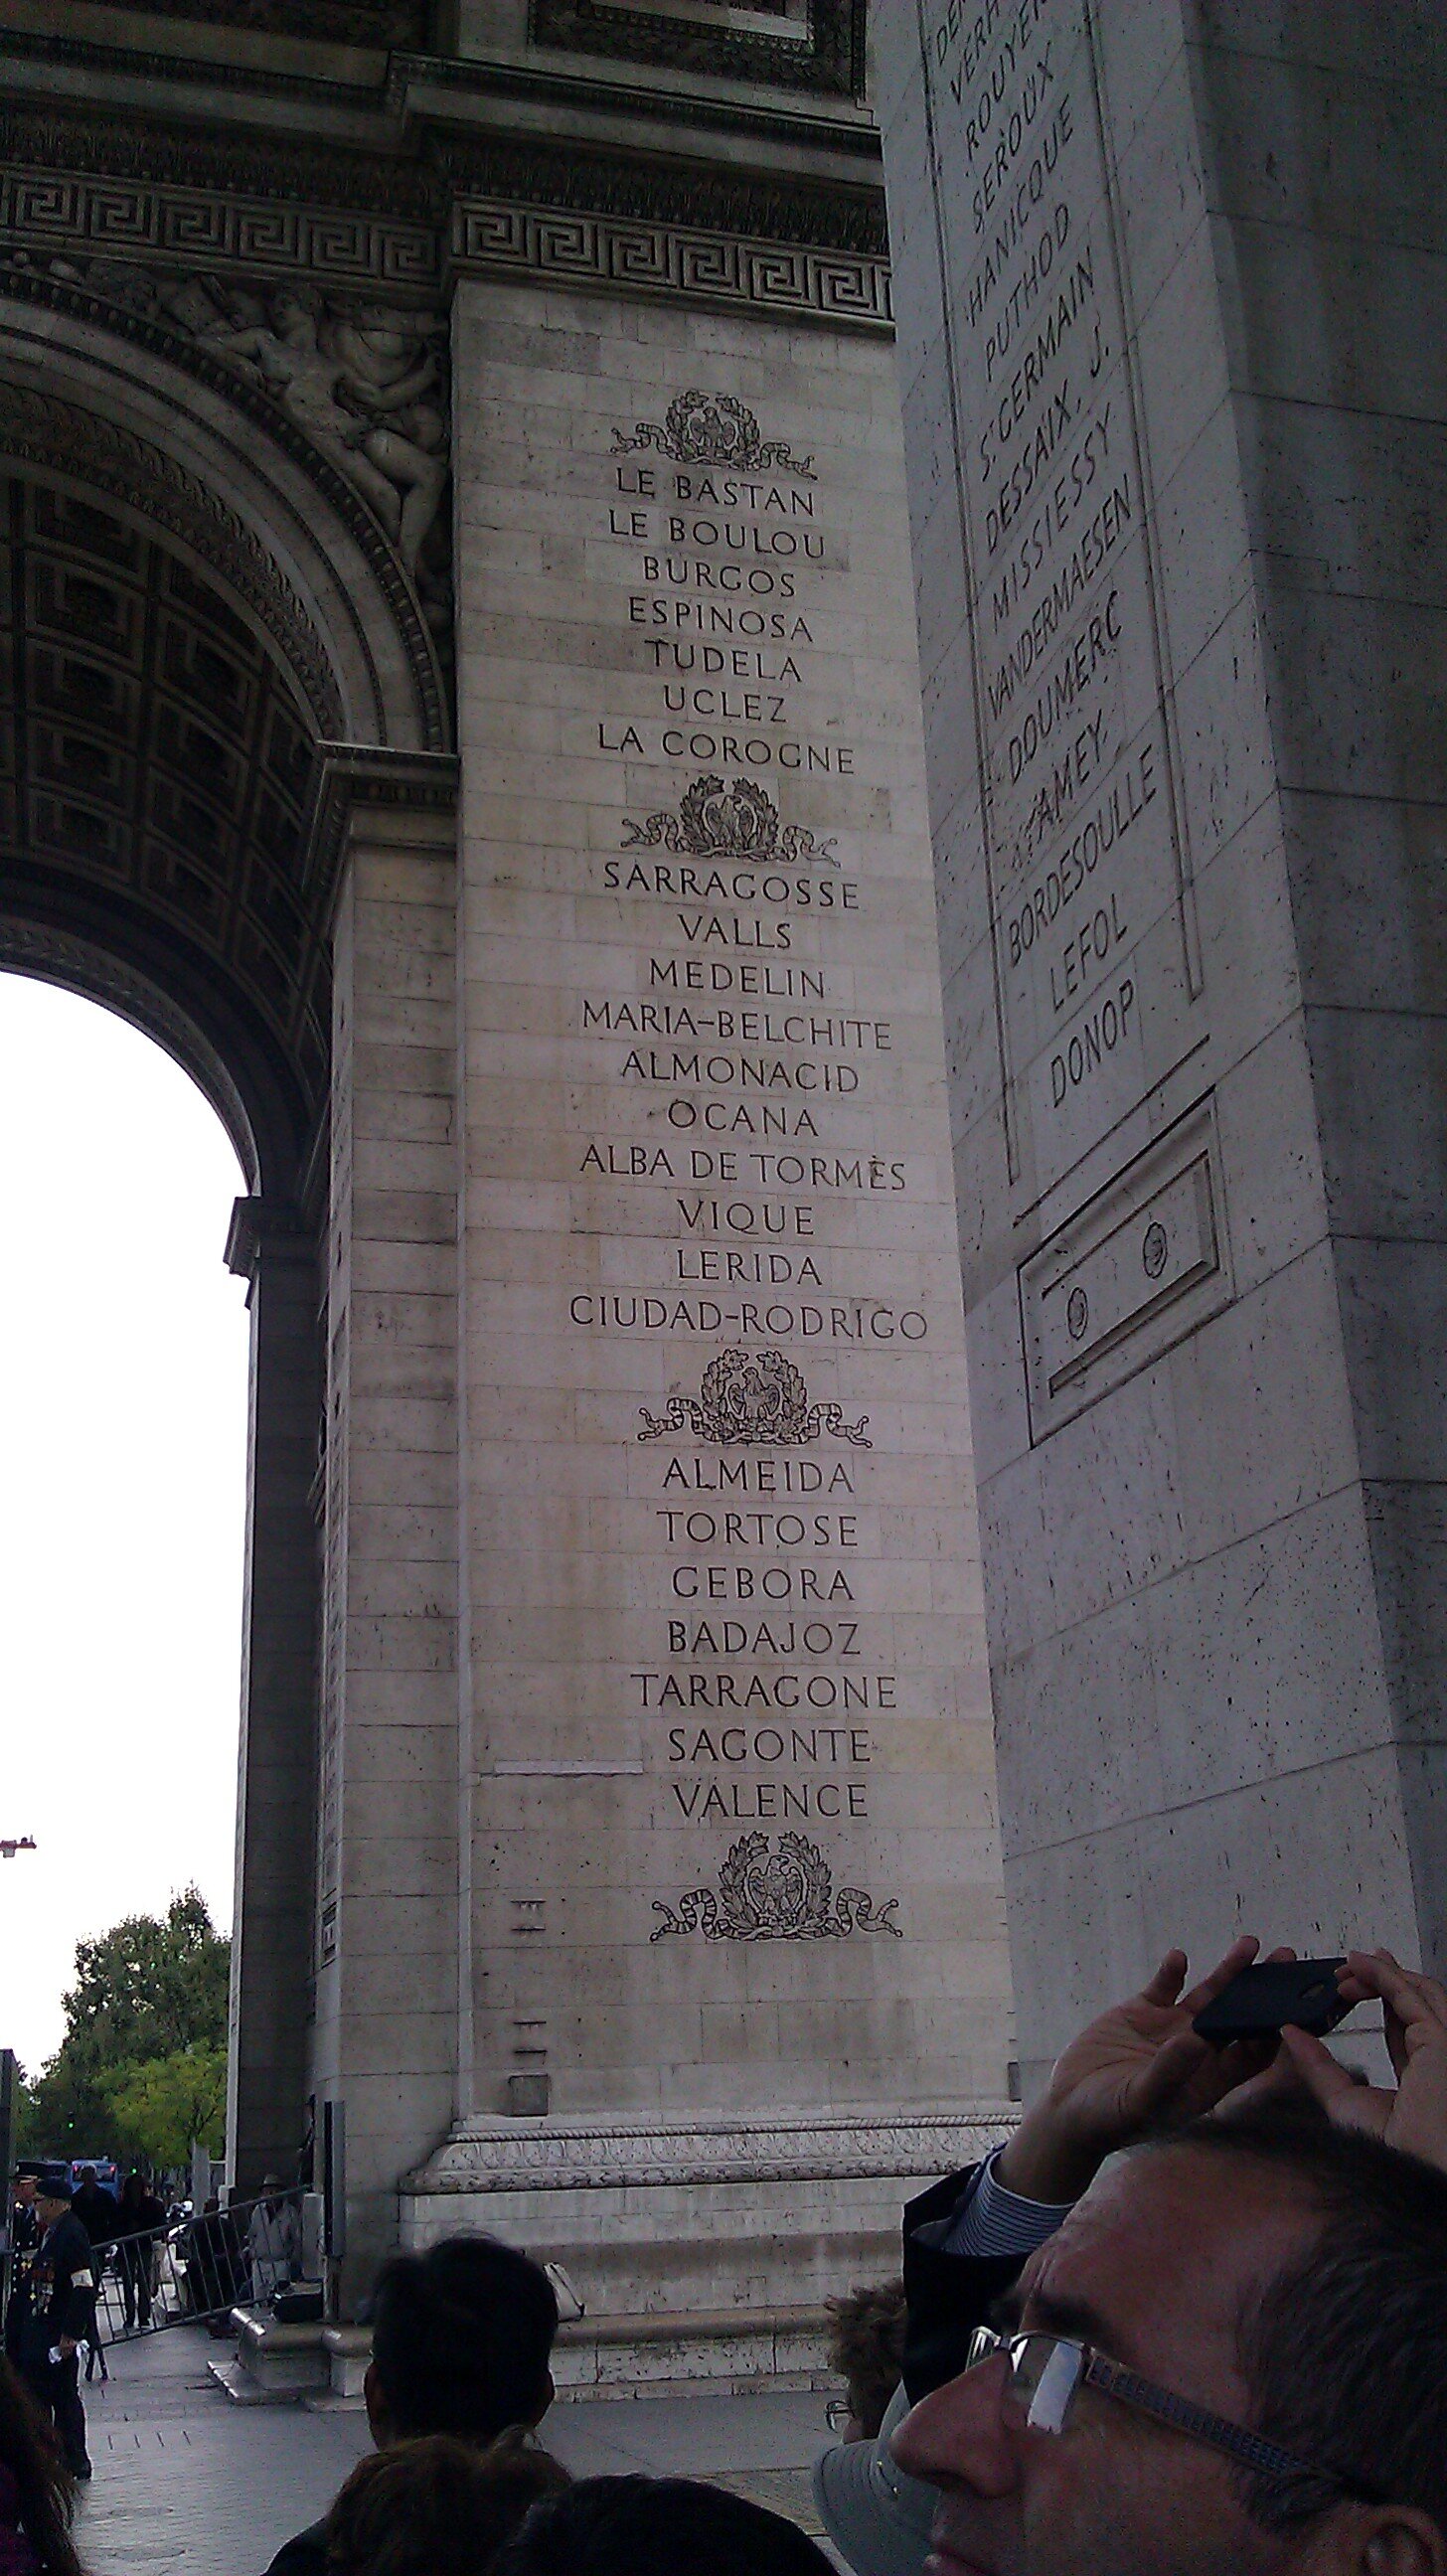 LE BASTAN
LE BOULOU
BURGOS
ESPINOSA
TUDELA
UCLEZ
LA COROGNE
SARRAGOSSE
VALLS
MEDELIN
MARIA-BELCHITE
ALMONACID
OCANA
ALBA DE TORMÈS
VIQUE
LERIDA
CIUDAD-RODRIGO
ALMEIDA
TORTOSE
GEBORA
BADAJOZ
TARRAGONE
SAGONTE
VALENCE
ROUYER
SEROUX
HANICQUE
PUTHOD
ST GERMAIN
DESSAIX, J.
MISSIESSY
VANDERMAESEN
DOUMERC
TAMEY
BORDESOULLE
LEFOL
DONOP